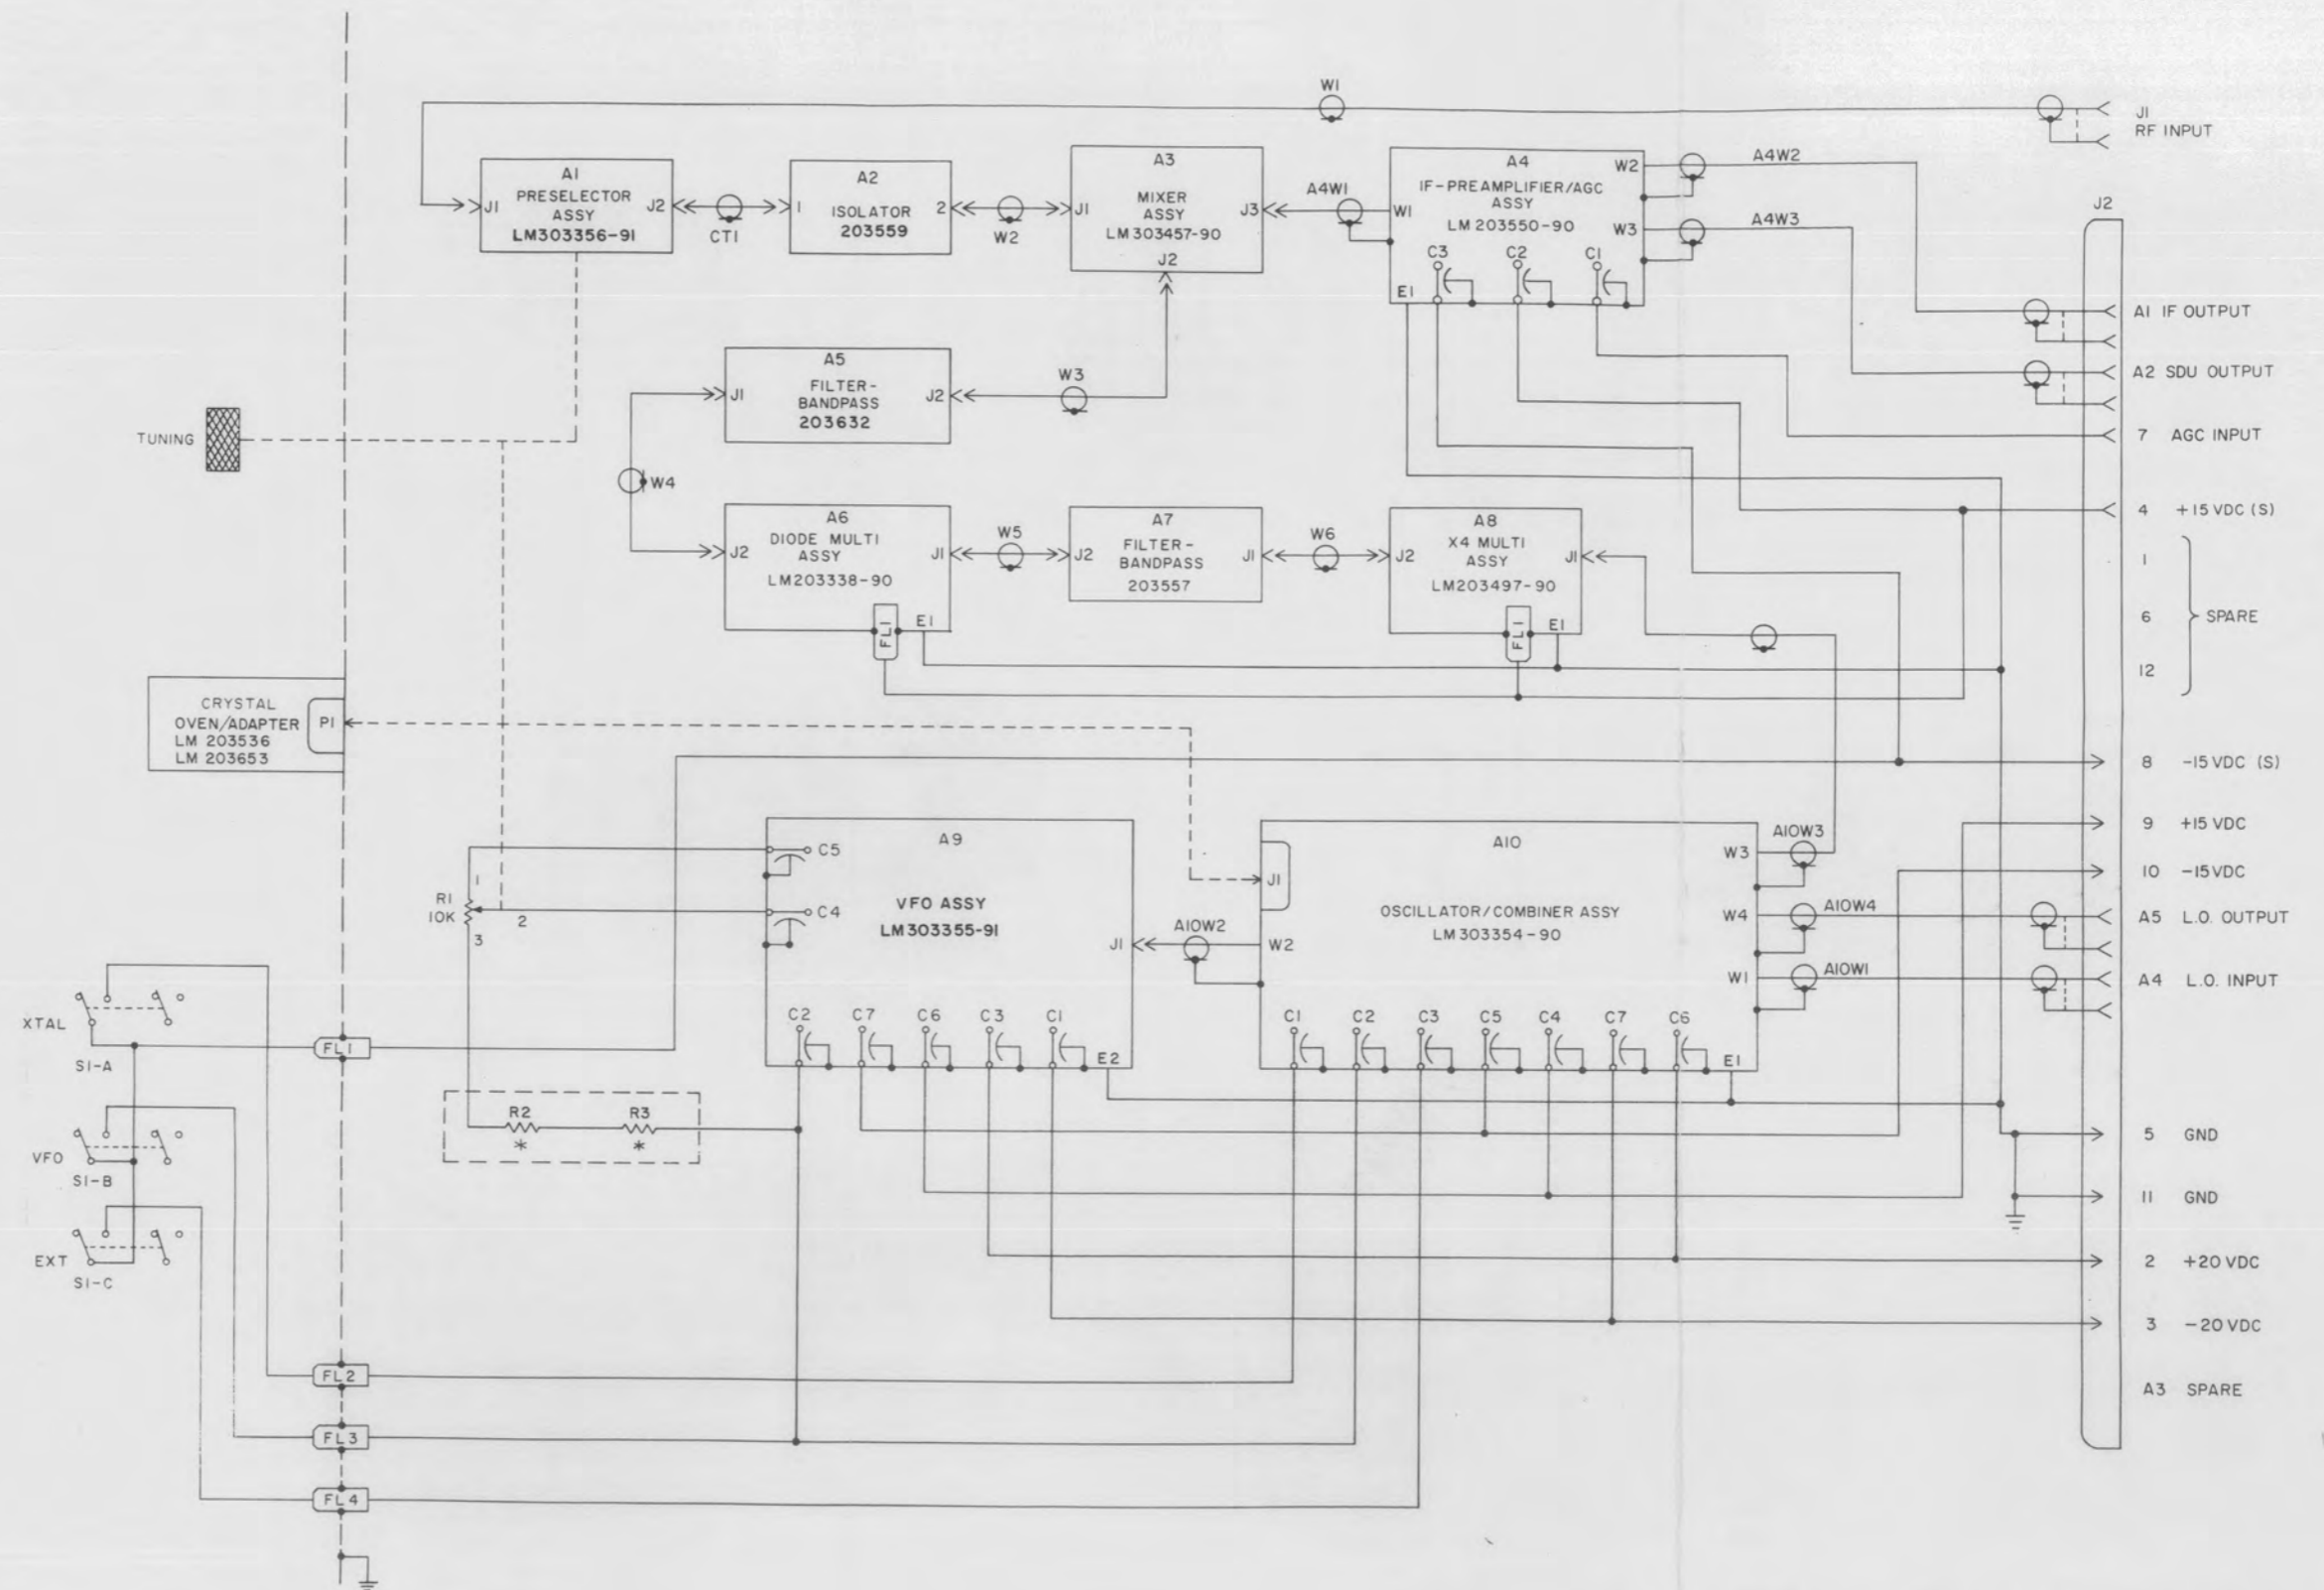 W1
J1
RF INPUT
A1
PRESELECTOR
ASSY
LM303356-91
J1
J2
CT1
A2
ISOLATOR
203559
1
2
W2
A3
MIXER
ASSY
LM303457-90
J1
J3
J2
A4W1
A4
IF-PREAMPLIFIER/AGC
ASSY
LM203550-90
W1
W2
W3
C3
C2
C1
E1
A4W2
A4W3
J2
A1 IF OUTPUT
A2 SDU OUTPUT
7 AGC INPUT
4 +15 VDC (S)
1
6 SPARE
12
8 -15 VDC (S)
9 +15 VDC
10 -15VDC
A5 L.O. OUTPUT
A4 L.O. INPUT
5 GND
11 GND
2 +20 VDC
3 -20 VDC
A3 SPARE
TUNING
A5
FILTER-
BANDPASS
203632
J1
J2
W3
W4
A6
DIODE MULTI
ASSY
LM203338-90
J2
J1
FL1
E1
W5
A7
FILTER-
BANDPASS
203557
J2
J1
W6
A8
X4 MULTI
ASSY
LM203497-90
J2
J1
FL1
E1
CRYSTAL
OVEN/ADAPTER
LM 203536
LM 203653
P1
R1
10K
1
2
3
A9
VFO ASSY
LM303355-91
C5
C4
J1
C2
C7
C6
C3
C1
E2
A10W2
A10
OSCILLATOR/COMBINER ASSY
LM303354-90
J1
W2
W3
W4
W1
C1
C2
C3
C5
C4
C7
C6
E1
A10W3
A10W4
A10W1
XTAL
S1-A
VFO
S1-B
EXT
S1-C
FL1
R2
*
R3
*
FL2
FL3
FL4